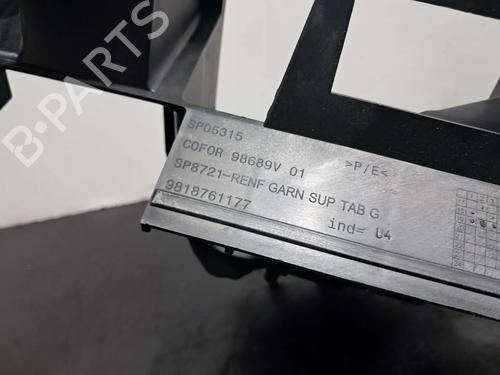 SP05315
COFOR 98689V 01 >P/E<
SP8721-RENF GARN SUP TAB G
9818761177
ind= 04
B-PARTS